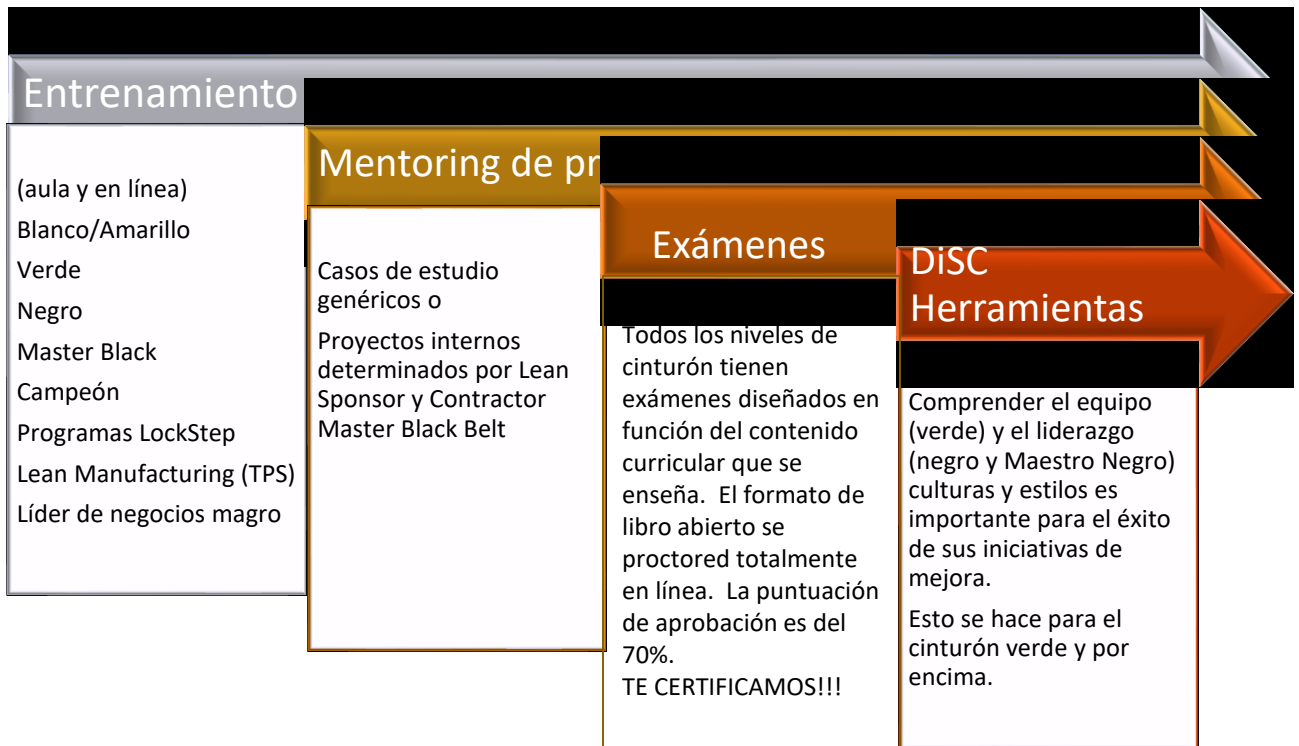 Entrenamiento
(aula y en línea)
Blanco/Amarillo
Verde
Negro
Master Black
Campeón
Programas LockStep
Lean Manufacturing (TPS)
Líder de negocios magro
Mentoring de pr
Casos de estudio
genéricos o
Proyectos internos
determinados por Lean
Sponsor y Contractor
Master Black Belt
Exámenes
Todos los niveles de
cinturón tienen
exámenes diseñados en
función del contenido
curricular que se
enseña.  El formato de
libro abierto se
proctored totalmente
en línea.  La puntuación
de aprobación es del
70%.
TE CERTIFICAMOS!!!
DiSC
Herramientas
Comprender el equipo
(verde) y el liderazgo
(negro y Maestro Negro)
culturas y estilos es
importante para el éxito
de sus iniciativas de
mejora.
Esto se hace para el
cinturón verde y por
encima.